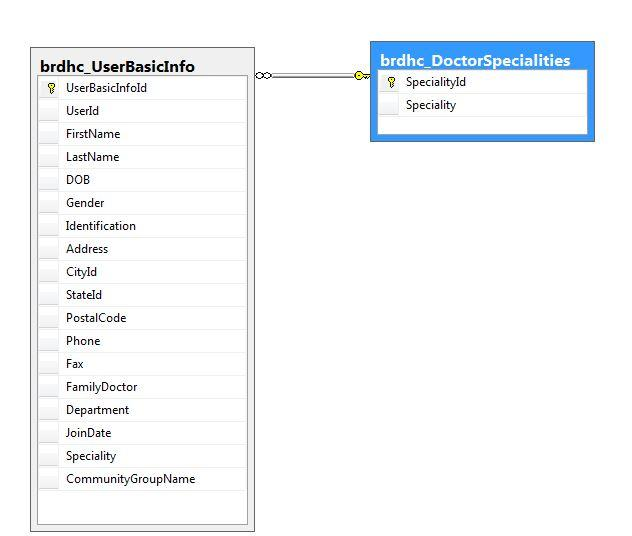 brdhc_UserBasicInfo
UserBasicInfoId
UserId
FirstName
LastName
DOB
Gender
Identification
Address
CityId
StateId
PostalCode
Phone
Fax
FamilyDoctor
Department
JoinDate
Speciality
CommunityGroupName
brdhc_DoctorSpecialities
SpecialityId
Speciality